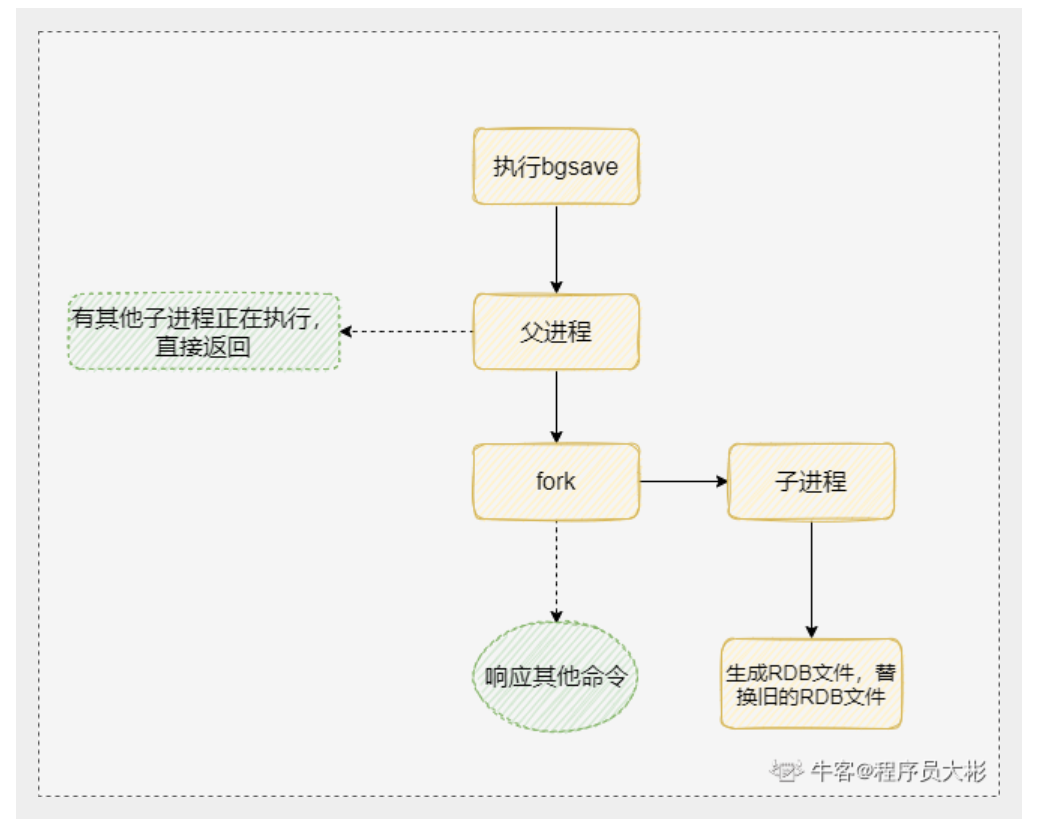 执行bgsave
有其他子进程正在执行，
直接返回
父进程
fork
子进程
响应其他命令
生成RDB文件，替
换旧的RDB文件
牛客@程序员大彬